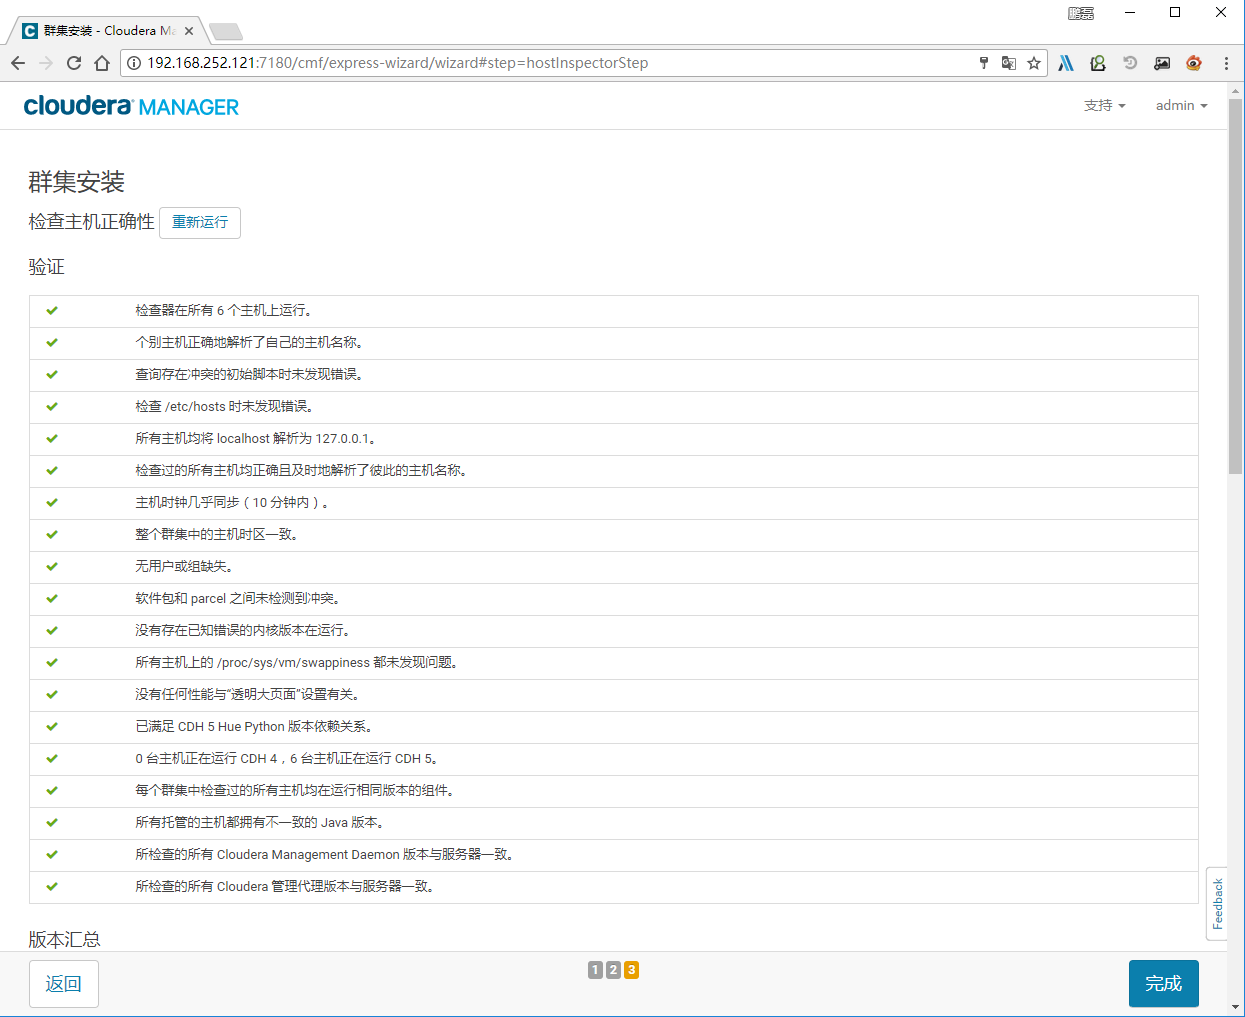 鹏磊
群集安装 - Cloudera Ma
192.168.252.121:7180/cmf/express-wizard/wizard#step=hostInspectorStep
cloudera MANAGER
支持
admin
群集安装
检查主机正确性 重新运行
验证
检查器在所有 6 个主机上运行。
个别主机正确地解析了自己的主机名称。
查询存在冲突的初始脚本时未发现错误。
检查 /etc/hosts 时未发现错误。
所有主机均将 localhost 解析为 127.0.0.1。
检查过的所有主机均正确且及时地解析了彼此的主机名称。
主机时钟几乎同步（10 分钟内）。
整个群集中的主机时区一致。
无用户或组缺失。
软件包和 parcel 之间未检测到冲突。
没有存在已知错误的内核版本在运行。
所有主机上的 /proc/sys/vm/swappiness 都未发现问题。
没有任何性能与“透明大页面”设置有关。
已满足 CDH 5 Hue Python 版本依赖关系。
0 台主机正在运行 CDH 4，6 台主机正在运行 CDH 5。
每个群集中检查过的所有主机均在运行相同版本的组件。
所有托管的主机都拥有不一致的 Java 版本。
所检查的所有 Cloudera Management Daemon 版本与服务器一致。
所检查的所有 Cloudera 管理代理版本与服务器一致。
Feedback
版本汇总
返回
1 2 3
完成